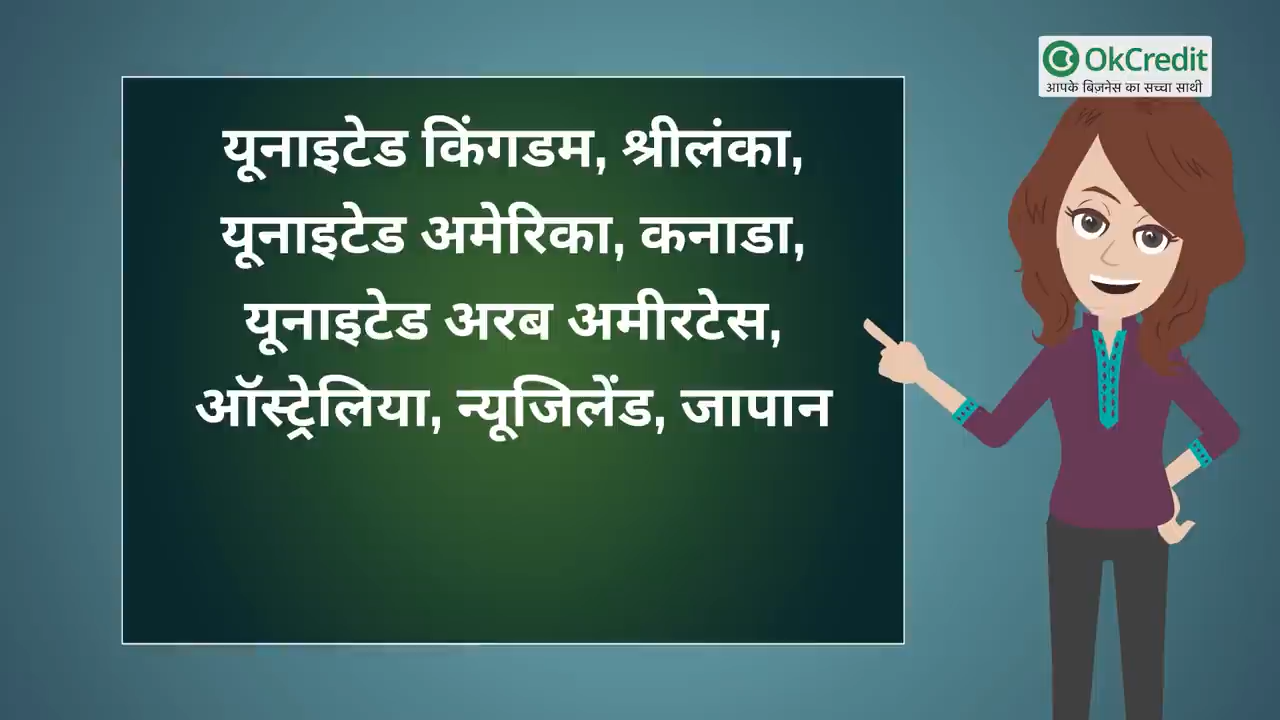 OkCredit
आपके बिज़नेस का सच्चा साथी
यूनाइटेड किंगडम, श्रीलंका,
यूनाइटेड अमेरिका, कनाडा,
यूनाइटेड अरब अमीरटेस,
ऑस्ट्रेलिया, न्यूजिलेंड, जापान